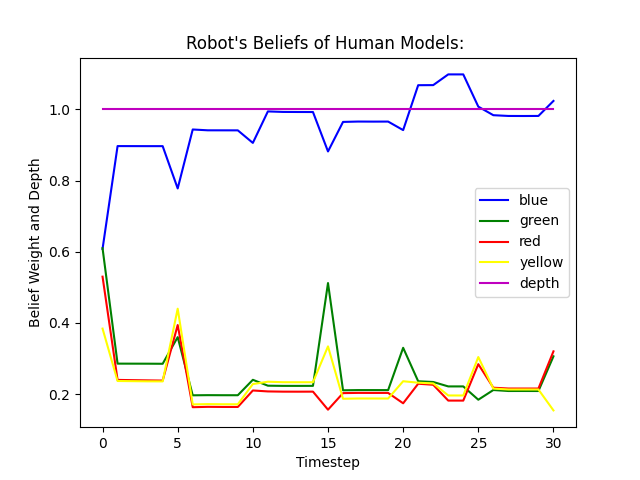 Robot's Beliefs of Human Models:
Belief Weight and Depth
1.0
0.8
0.6
0.4
0.2
blue
green
red
yellow
depth
0 5 10 15 20 25 30
Timestep